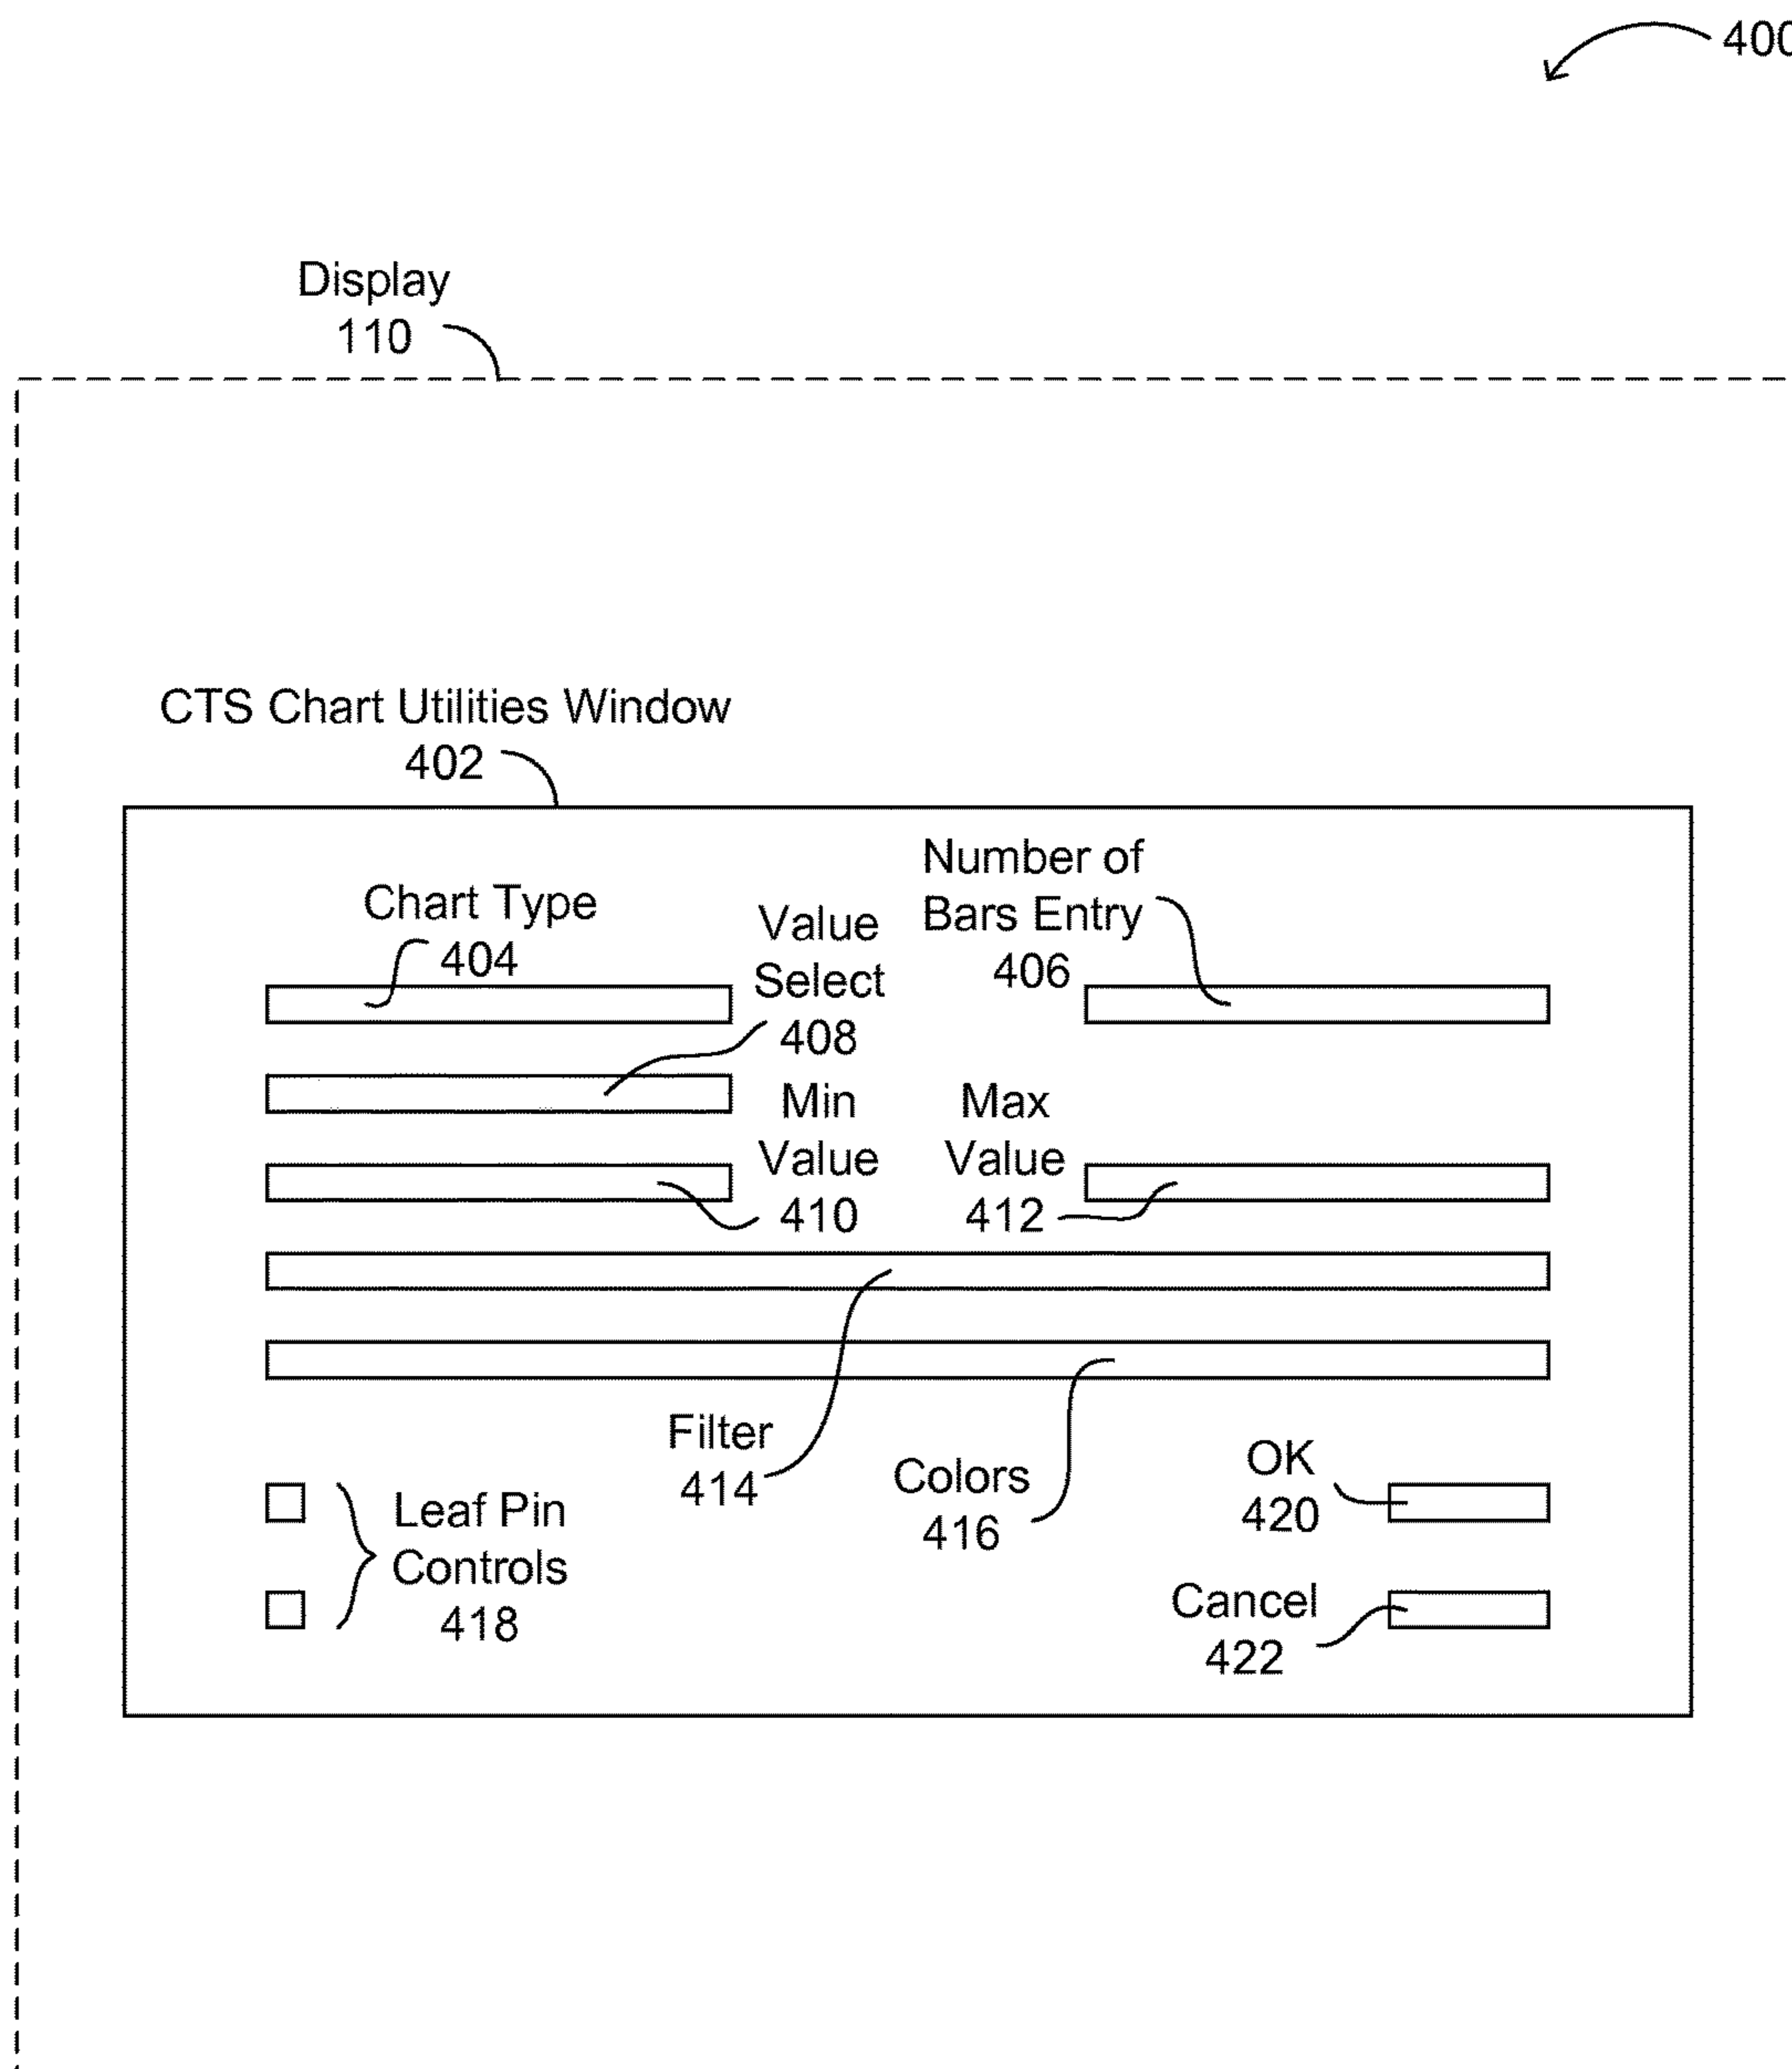 400
Display
110
CTS Chart Utilities Window
402
Number of
Bars Entry
406
Chart Type
404
Value
Select
408
Min
Value
410
Max
Value
412
Filter
414
Colors
416
OK
420
Leaf Pin
Controls
418
Cancel
422